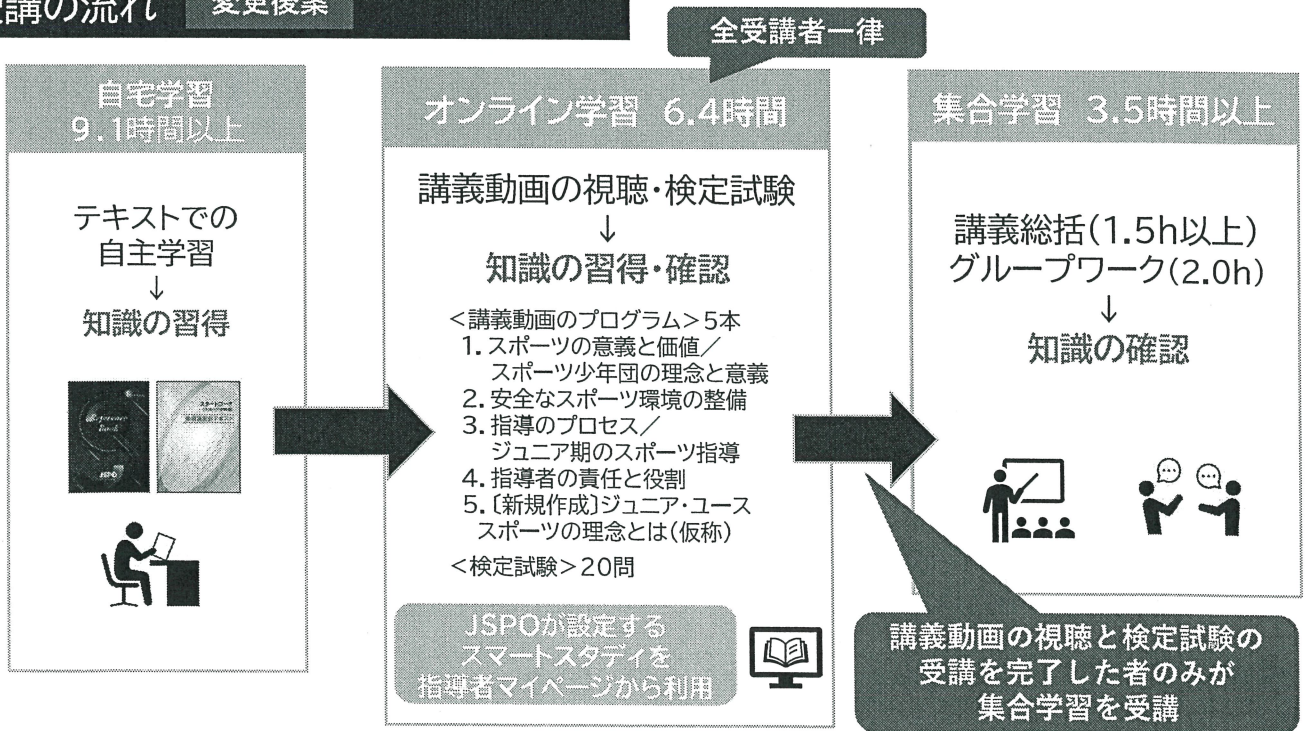 講の流れ 変更後案
全受講者一律
自宅学習
9.1時間以上
テキストでの
自主学習
↓
知識の習得
Reference
Book
JSPO
オンライン学習 6.4時間
講義動画の視聴・検定試験
↓
知識の習得・確認
<講義動画のプログラム>5本
1. スポーツの意義と価値/
スポーツ少年団の理念と意義
2. 安全なスポーツ環境の整備
3. 指導のプロセス/
ジュニア期のスポーツ指導
4. 指導者の責任と役割
5. 〔新規作成〕ジュニア・ユース
スポーツの理念とは(仮称)
<検定試験>20問
JSPOが設定する
スマートスタディを
指導者マイページから利用
集合学習 3.5時間以上
講義総括(1.5h以上)
グループワーク(2.0h)
↓
知識の確認
講義動画の視聴と検定試験の
受講を完了した者のみが
集合学習を受講